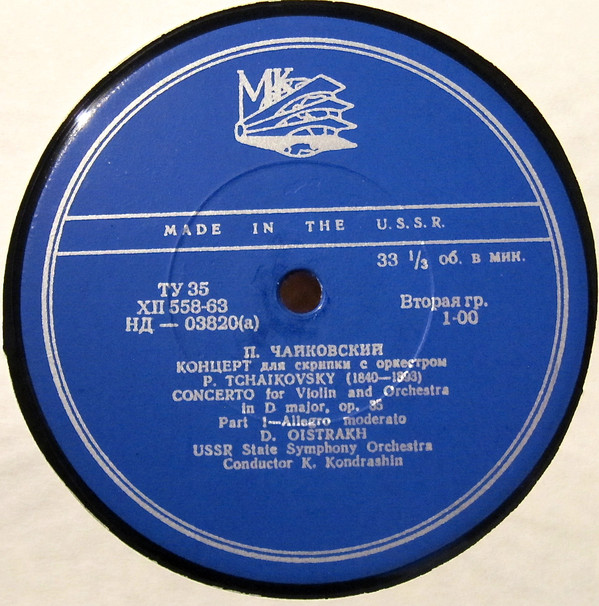 МК
MADE IN THE U.S.S.R.
33 1/3 об. в мин.
ТУ 35
ХП 558-63
НД — 03820(а)
Вторая гр.
1-00
П. ЧАЙКОВСКИЙ
КОНЦЕРТ для скрипки с оркестром
P. TCHAIKOVSKY (1840—1893)
CONCERTO for Violin and Orchestra
in D major, op. 35
Part I—Allegro moderato
D. OISTRAKH
USSR State Symphony Orchestra
Conductor K. Kondrashin